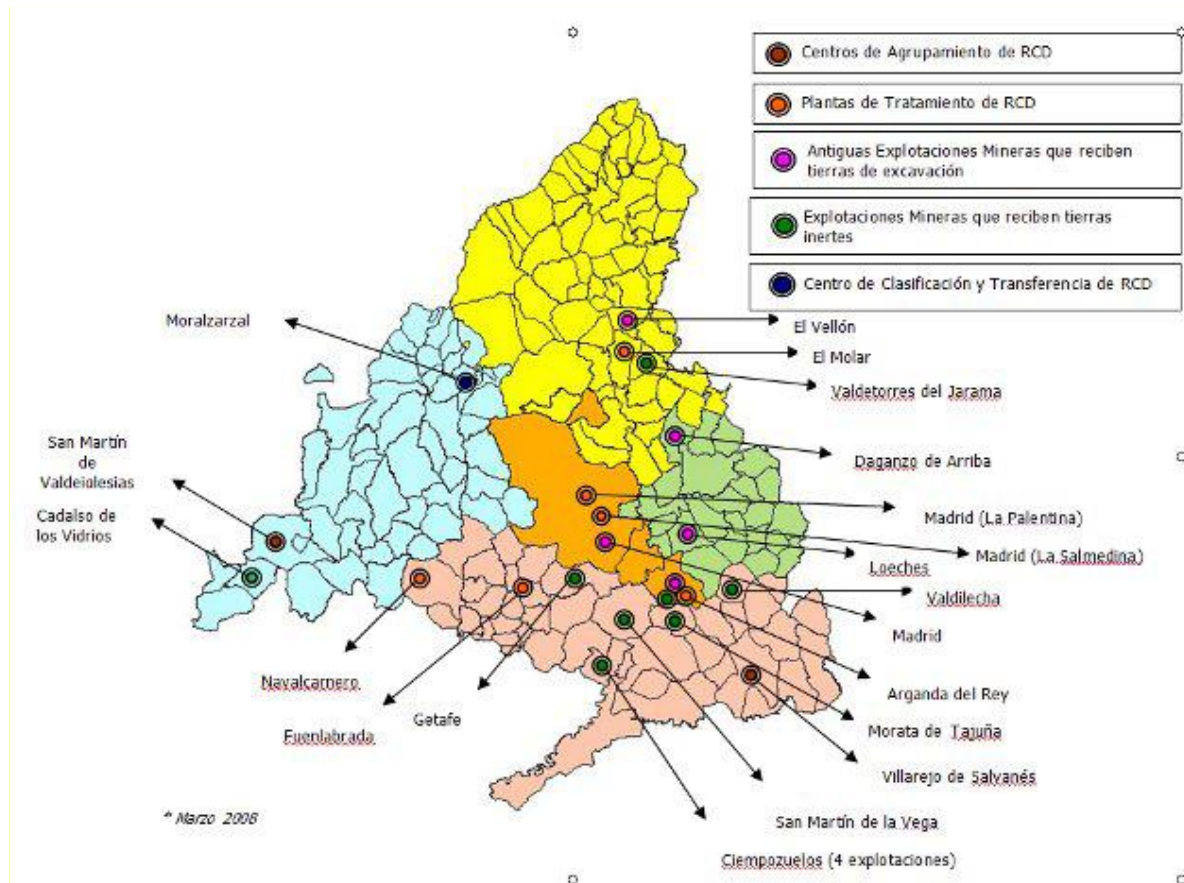 Centros de Agrupamiento de RCD
Plantas de Tratamiento de RCD
Antiguas Explotaciones Mineras que reciben
tierras de excavación
Explotaciones Mineras que reciben tierras
inertes
Centro de Clasificación y Transferencia de RCD
Moralzarzal
El Vellón
El Molar
Valdetorres del Jarama
San Martín
de
Valdeiglesias
Daganzo de Arriba
Cadalso de
los Vidrios
Madrid (La Palentina)
Madrid (La Salmedina)
Loeches
Valdilecha
Madrid
Navalcarnero
Arganda del Rey
Getafe
Fuenlabrada
Morata de Tajuña
Villarejo de Salvanés
* Marzo 2008
San Martín de la Vega
Ciempozuelos (4 explotaciones)